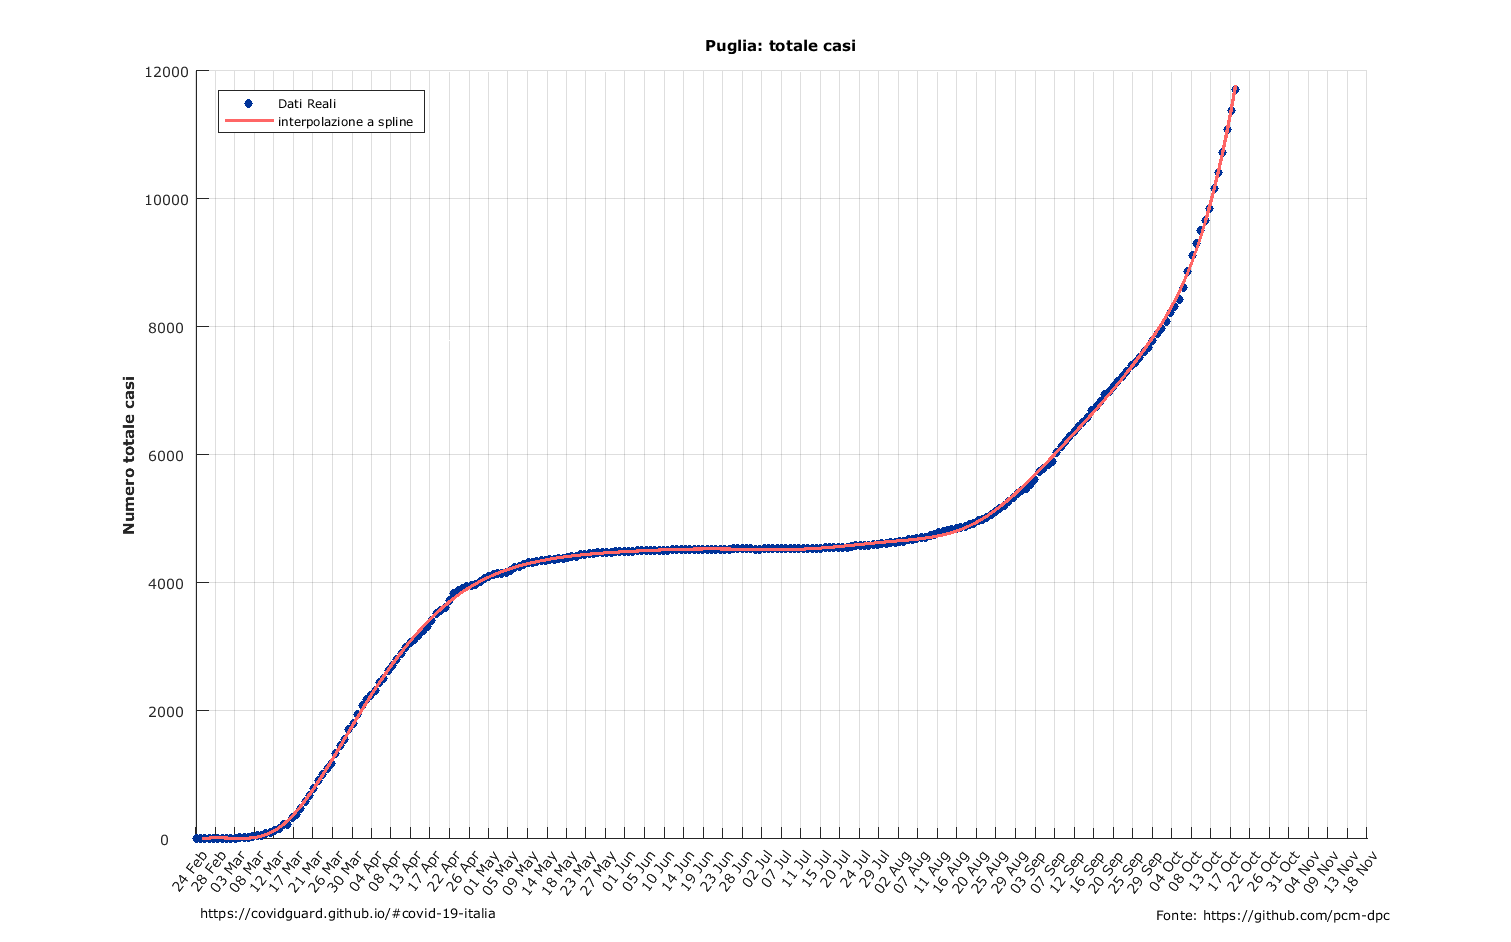 Puglia: totale casi
12000
10000
8000
6000
4000
2000
0
Numero totale casi
Dati Reali
interpolazione a spline
24 Feb
28 Feb
03 Mar
08 Mar
12 Mar
17 Mar
21 Mar
26 Mar
30 Mar
04 Apr
08 Apr
13 Apr
17 Apr
22 Apr
26 Apr
01 May
05 May
09 May
14 May
18 May
23 May
27 May
01 Jun
05 Jun
10 Jun
14 Jun
19 Jun
23 Jun
28 Jun
02 Jul
07 Jul
11 Jul
15 Jul
20 Jul
24 Jul
29 Jul
02 Aug
07 Aug
11 Aug
16 Aug
20 Aug
25 Aug
29 Aug
03 Sep
07 Sep
12 Sep
16 Sep
20 Sep
25 Sep
29 Sep
04 Oct
08 Oct
13 Oct
17 Oct
22 Oct
26 Oct
31 Oct
04 Nov
09 Nov
13 Nov
18 Nov
https://covidguard.github.io/#covid-19-italia
Fonte: https://github.com/pcm-dpc